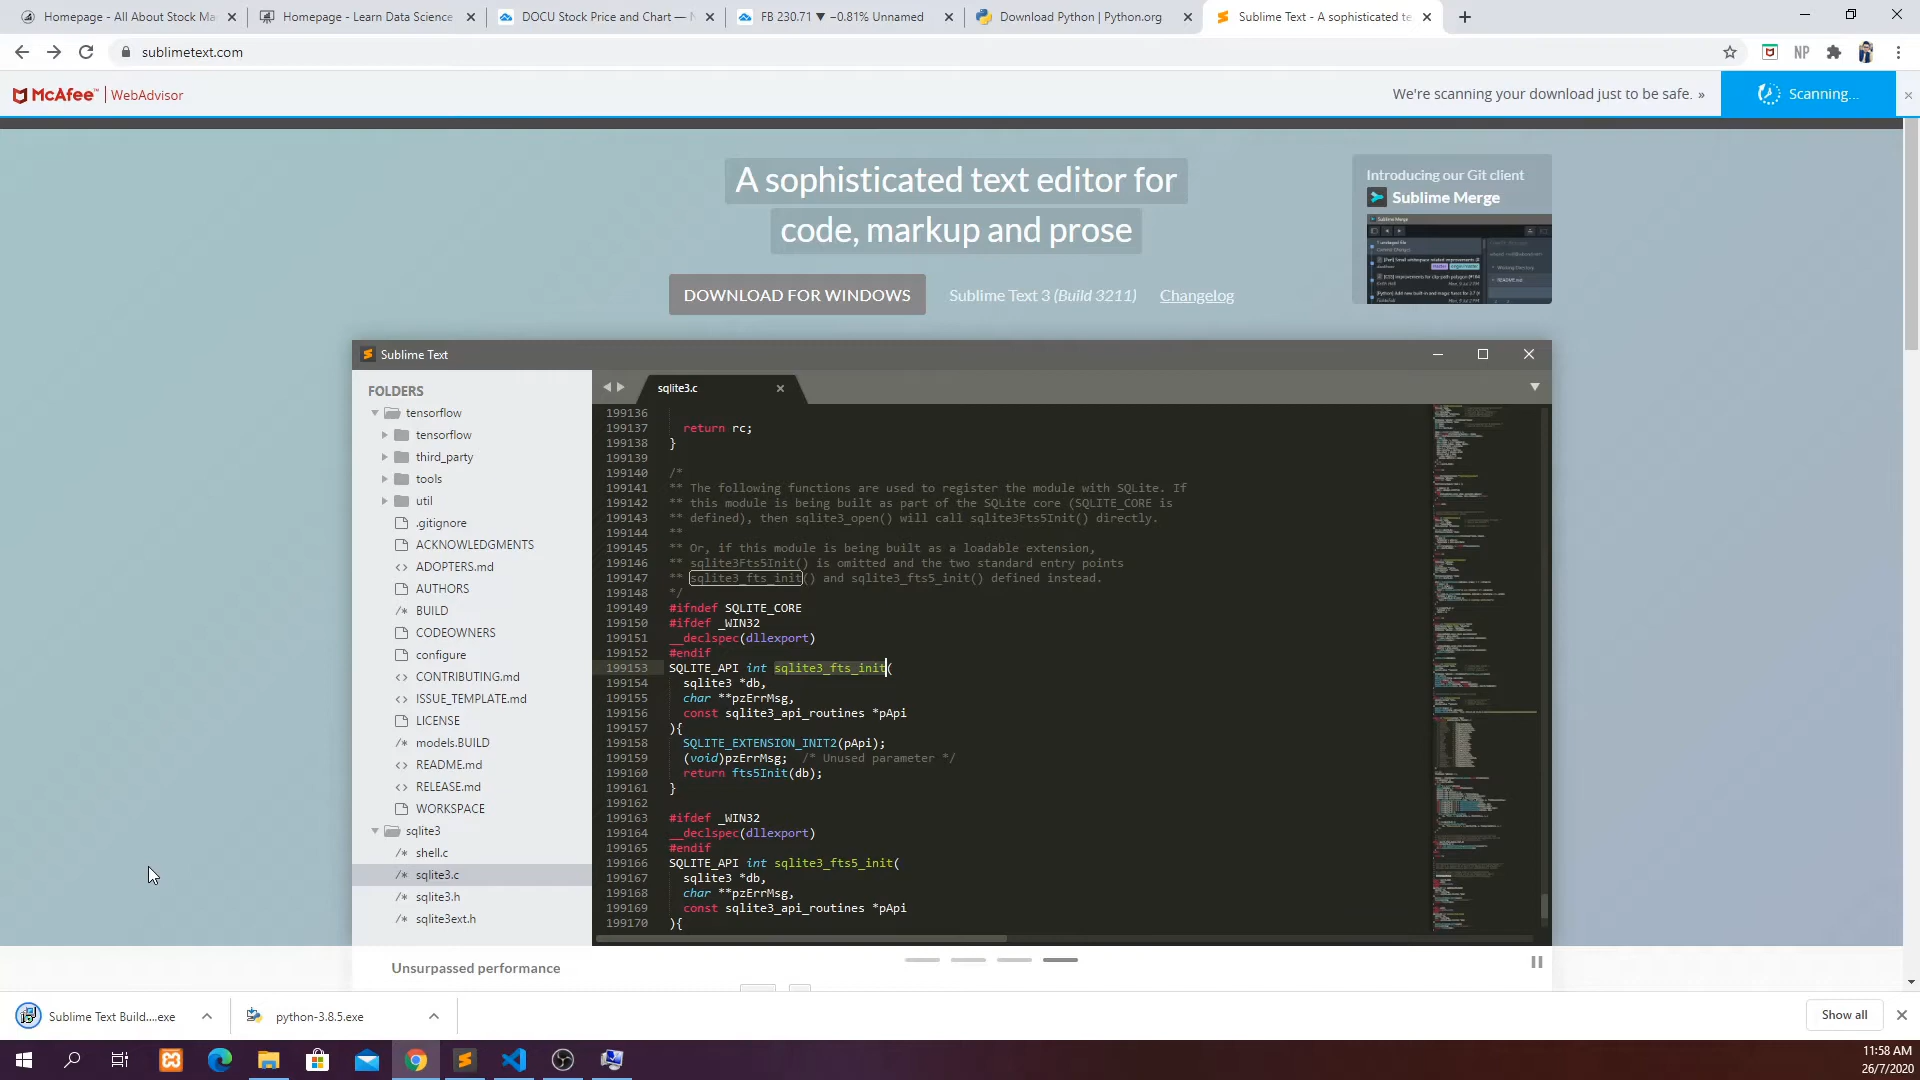 Homepage - All About Stock Ma
Homepage - Learn Data Science
DOCU Stock Price and Chart —
FB 230.71 ▼ −0.81% Unnamed
Download Python | Python.org
Sublime Text - A sophisticated te
sublimetext.com
NP
McAfee™ | WebAdvisor
We're scanning your download just to be safe. »
Scanning...
A sophisticated text editor for
code, markup and prose
Introducing our Git client
Sublime Merge
DOWNLOAD FOR WINDOWS
Sublime Text 3 (Build 3211)
Changelog
Sublime Text
FOLDERS
tensorflow
tensorflow
third_party
tools
util
.gitignore
ACKNOWLEDGMENTS
<> ADOPTERS.md
AUTHORS
/* BUILD
CODEOWNERS
configure
<> CONTRIBUTING.md
<> ISSUE_TEMPLATE.md
LICENSE
/* models.BUILD
<> README.md
<> RELEASE.md
WORKSPACE
sqlite3
/* shell.c
/* sqlite3.c
/* sqlite3.h
/* sqlite3ext.h
sqlite3.c
199136
199137 return rc;
199138 }
199139
199140 /*
199141 ** The following functions are used to register the module with SQLite. If
199142 ** this module is being built as part of the SQLite core (SQLITE_CORE is
199143 ** defined), then sqlite3_open() will call sqlite3Fts5Init() directly.
199144 **
199145 ** Or, if this module is being built as a loadable extension,
199146 ** sqlite3Fts5Init() is omitted and the two standard entry points
199147 ** sqlite3_fts_init() and sqlite3_fts5_init() defined instead.
199148 */
199149 #ifndef SQLITE_CORE
199150 #ifdef _WIN32
199151 __declspec(dllexport)
199152 #endif
199153 SQLITE_API int sqlite3_fts_init(
199154 sqlite3 *db,
199155 char **pzErrMsg,
199156 const sqlite3_api_routines *pApi
199157 ){
199158 SQLITE_EXTENSION_INIT2(pApi);
199159 (void)pzErrMsg; /* Unused parameter */
199160 return fts5Init(db);
199161 }
199162
199163 #ifdef _WIN32
199164 __declspec(dllexport)
199165 #endif
199166 SQLITE_API int sqlite3_fts5_init(
199167 sqlite3 *db,
199168 char **pzErrMsg,
199169 const sqlite3_api_routines *pApi
199170 ){
Unsurpassed performance
Sublime Text Build....exe
python-3.8.5.exe
Show all
11:58 AM
26/7/2020